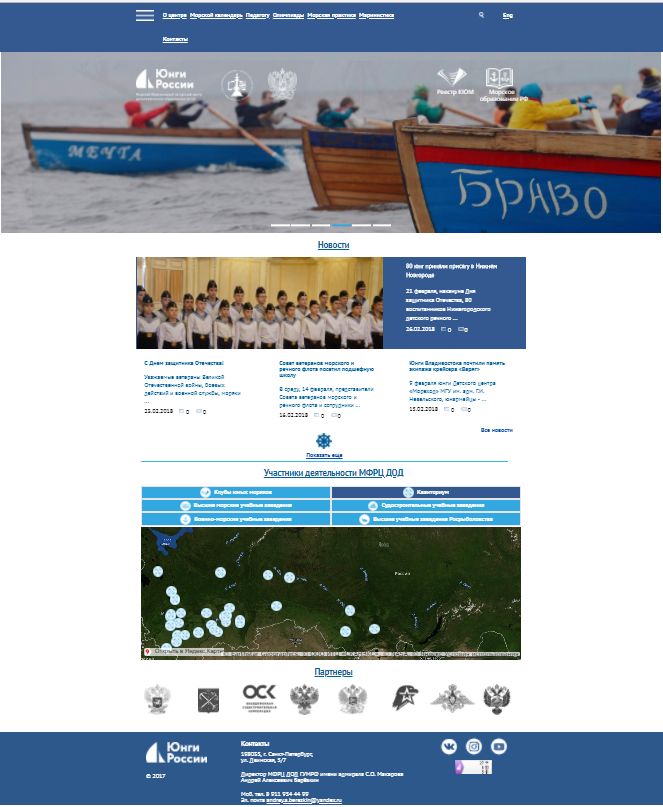 О центре Морской календарь Педагогу Олимпиады Морская практика Маринистика
Eng
Контакты
Юнги
России
Реестр КЮМ
Морское
образование РФ
МЕЧТА
БРАВО
Новости
80 юнг приняли присягу в Нижнем
Новгороде
21 февраля, накануне Дня
защитника Отечества, 80
воспитанников Нижегородского
детского речного ...
26.02.2018 0 0
С Днем защитника Отечества!
Уважаемые ветераны Великой
Отечественной войны, боевых
действий и военной службы, моряки
...
23.02.2018 0 0
Совет ветеранов морского и
речного флота посетил подшефную
школу
В среду, 14 февраля, представители
Совета ветеранов морского и
речного флота и сотрудники ...
16.02.2018 0 0
Юнги Владивостока почтили память
экипажа крейсера «Варяг»
9 февраля юнги Детского центра
«Морской» МГУ им. адм. Г.И.
Невельского, юнармейцы - ...
13.02.2018 0 0
Все новости
Показать еще
Участники деятельности МФРЦ ДОД
Клубы юных моряков
Кванториум
Высшие морские учебные заведения
Судостроительные учебные заведения
Военно-морские учебные заведения
Высшие учебные заведения Росрыболовства
Россия
Открыть в Яндекс.Картах
Партнеры
ОСК
Юнги
России
© 2017
Контакты
198035, г. Санкт-Петербург,
ул. Двинская, 5/7
Директор МФРЦ ДОД ГУМРФ имени адмирала С.О. Макарова
Андрей Алексеевич Берёзкин
Моб. тел. 8 911 934 44 99
Эл. почта andreya.berezkin@yandex.ru